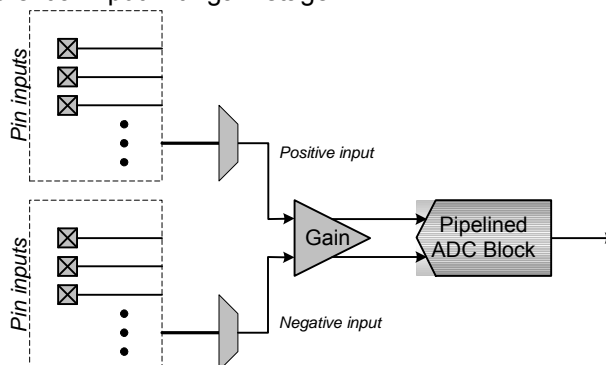 Pin inputs
Positive input
Gain
Pipelined
ADC Block
Pin inputs
Negative input